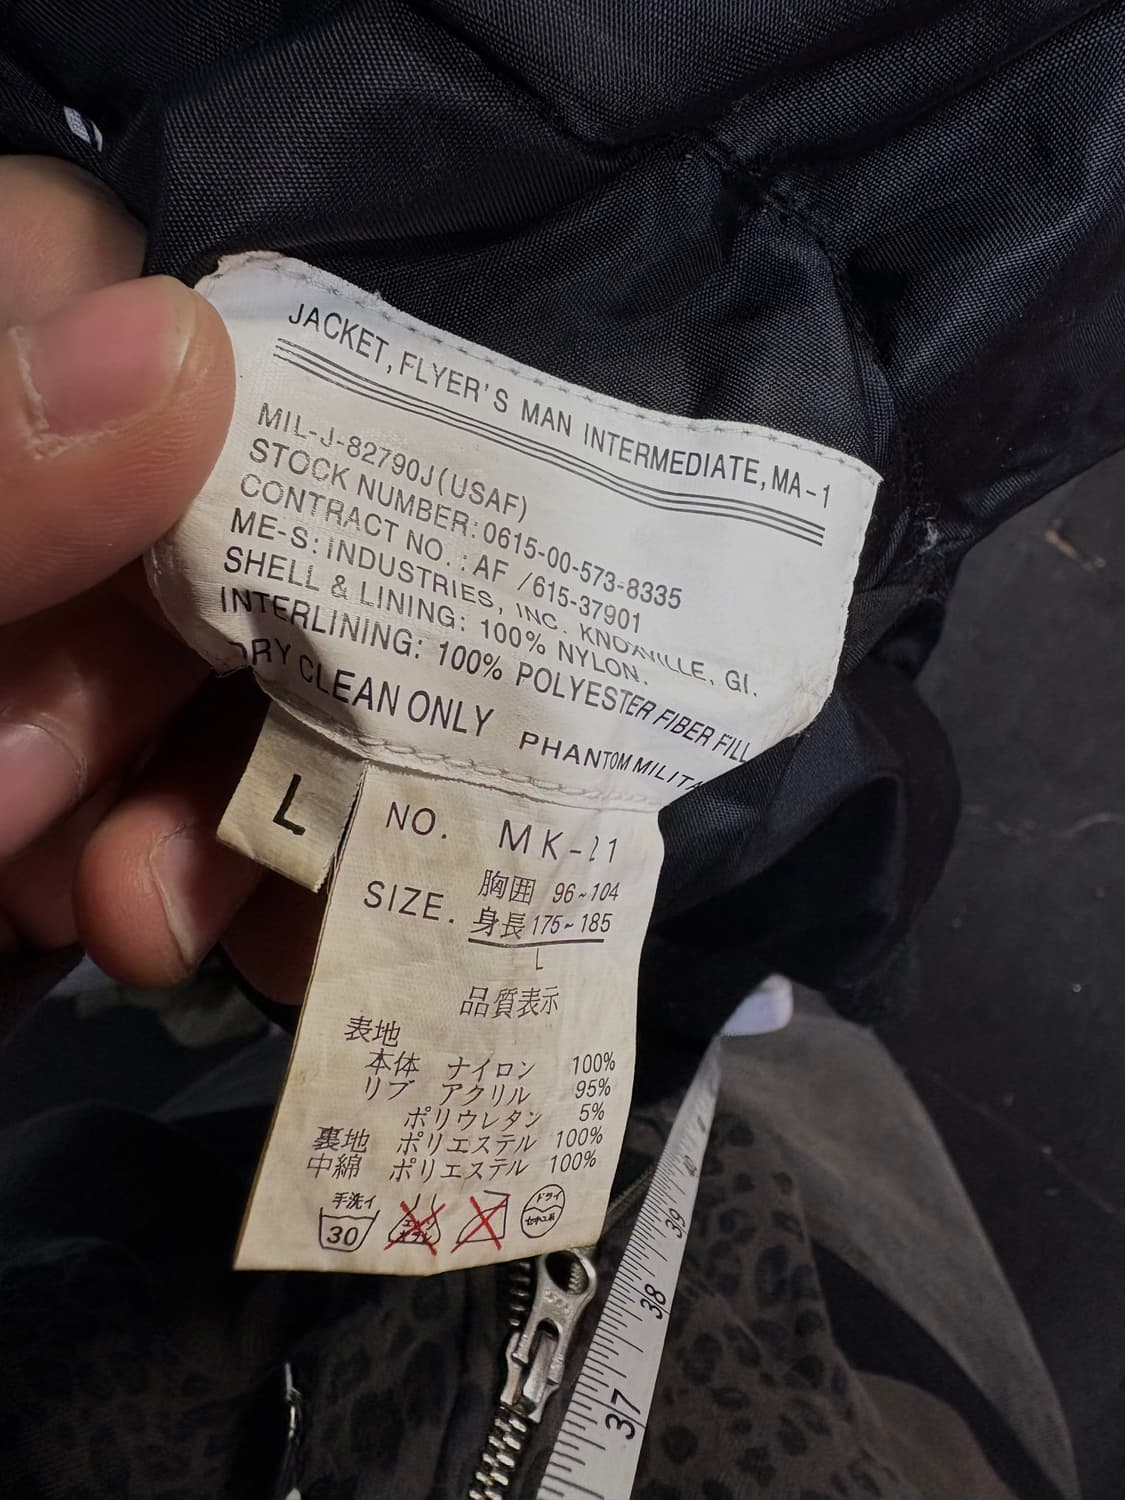 JACKET, FLYER'S MAN INTERMEDIATE, MA-1
MIL-J-82790J(USAF)
STOCK NUMBER: 0615-00-573-8335
CONTRACT NO. : AF /615-37901
ME-S: INDUSTRIES, INC. KNOXVILLE, GI.
SHELL & LINING: 100% NYLON.
INTERLINING: 100% POLYESTER FIBER FILL
DRY CLEAN ONLY PHANTOM
L
NO. MK-21
SIZE. 胸囲 96~104
身長 175~185
L
品質表示
表地
本体 ナイロン 100%
リブ アクリル 95%
ポリウレタン 5%
裏地 ポリエステル 100%
中綿 ポリエステル 100%
手洗イ
30
ドライ
39
38
37